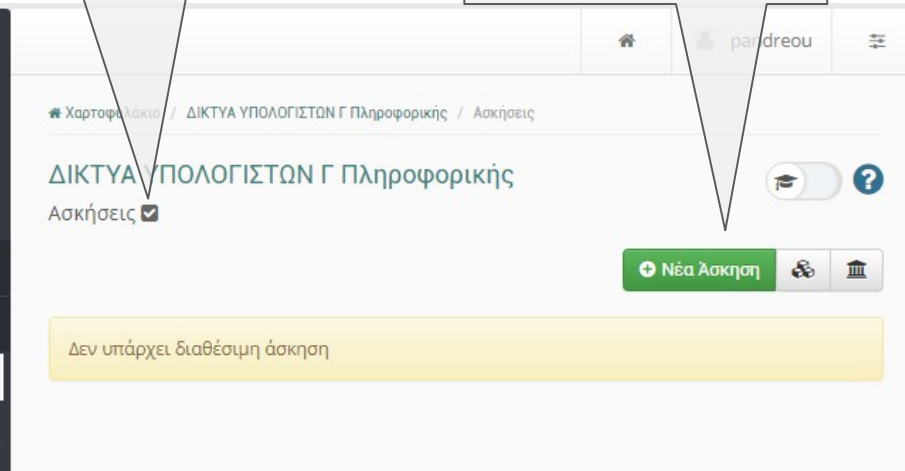 pandreou
Χαρτοφυλάκιο / ΔΙΚΤΥΑ ΥΠΟΛΟΓΙΣΤΩΝ Γ Πληροφορικής / Ασκήσεις
ΔΙΚΤΥΑ ΥΠΟΛΟΓΙΣΤΩΝ Γ Πληροφορικής
Ασκήσεις
Νέα Άσκηση
Δεν υπάρχει διαθέσιμη άσκηση